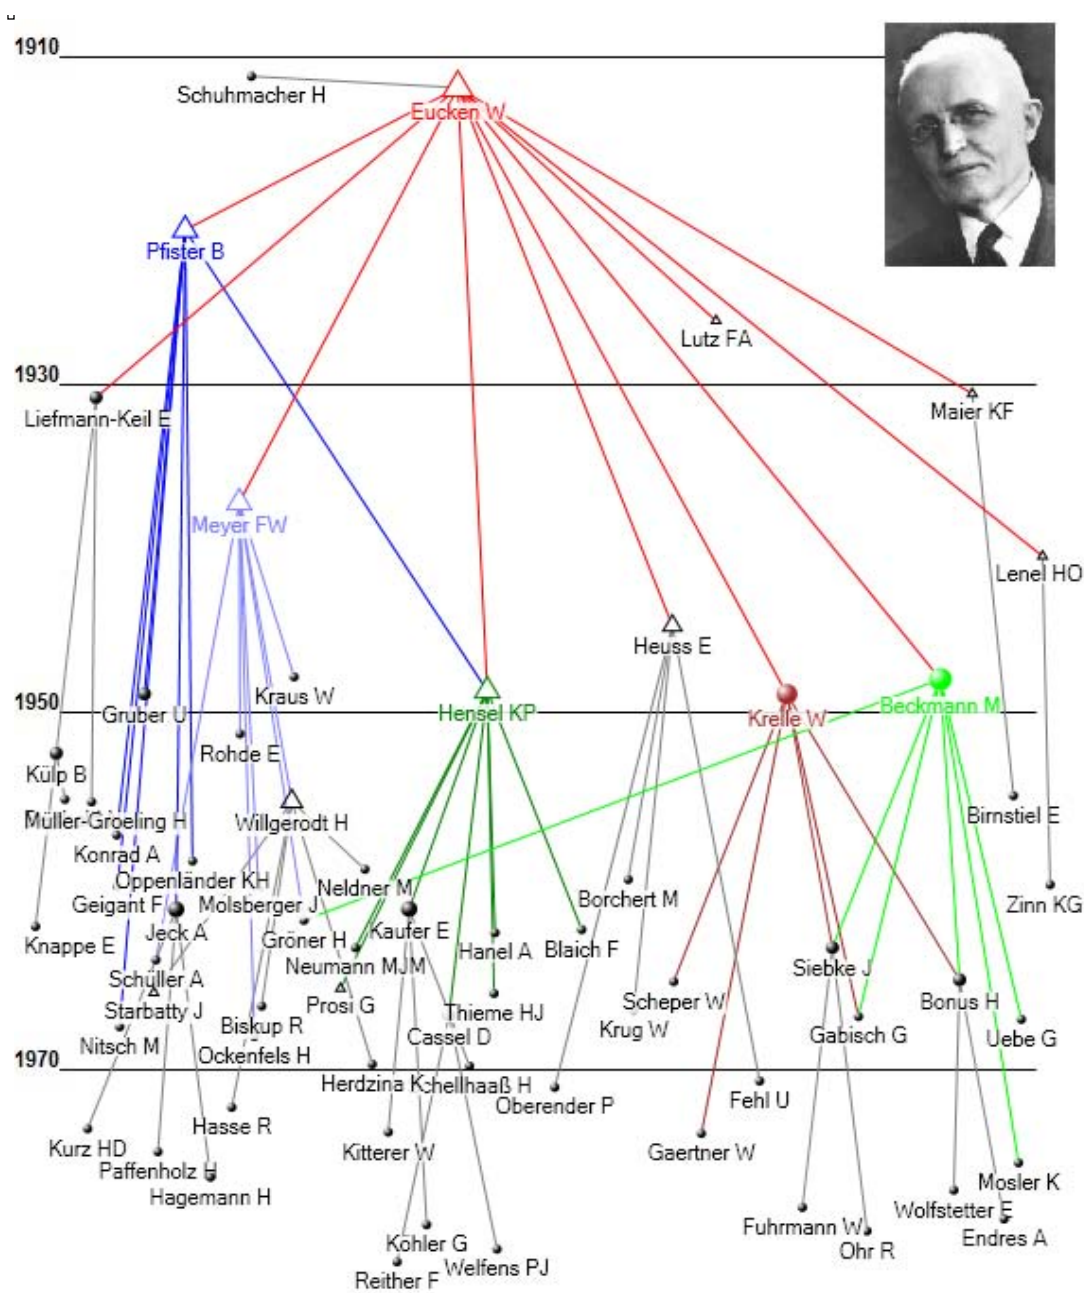 1910
Schuhmacher H
Eucken W
Pfister B
Lutz FA
1930
Liefmann-Keil E
Maier KF
Meyer FW
Lenel HO
Heuss E
Kraus W
1950
Gruber U
Hensel KP
Krelle W
Beckmann M
Rohde E
Külp B
Müller-Groeling H
Willgerodt H
Birnstiel E
Konrad A
Oppenländer KH
Neldner M
Geigant F
Molsberger J
Borchert M
Zinn KG
Jeck A
Gröner H
Kaufer E
Knappe E
Hanel A
Blaich F
Neumann MJM
Siebke J
Schüller A
Starbatty J
Prosi G
Thieme HJ
Scheper W
Bonus H
Biskup R
Krug W
Cassel D
Gabisch G
Uebe G
Nitsch M
Ockenfels H
1970
Herdzina K
chellhaaß H
Oberender P
Fehl U
Hasse R
Kurz HD
Kitterer W
Gaertner W
Paffenholz H
Hagemann H
Mosler K
Wolfstetter E
Fuhrmann W
Endres A
Köhler G
Ohr R
Welfens PJ
Reither F